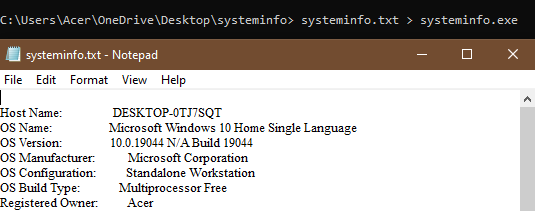 C:\Users\Acer\OneDrive\Desktop\systeminfo> systeminfo.txt > systeminfo.exe
systeminfo.txt - Notepad
File Edit Format View Help
Host Name: DESKTOP-0TJ7SQT
OS Name: Microsoft Windows 10 Home Single Language
OS Version: 10.0.19044 N/A Build 19044
OS Manufacturer: Microsoft Corporation
OS Configuration: Standalone Workstation
OS Build Type: Multiprocessor Free
Registered Owner: Acer